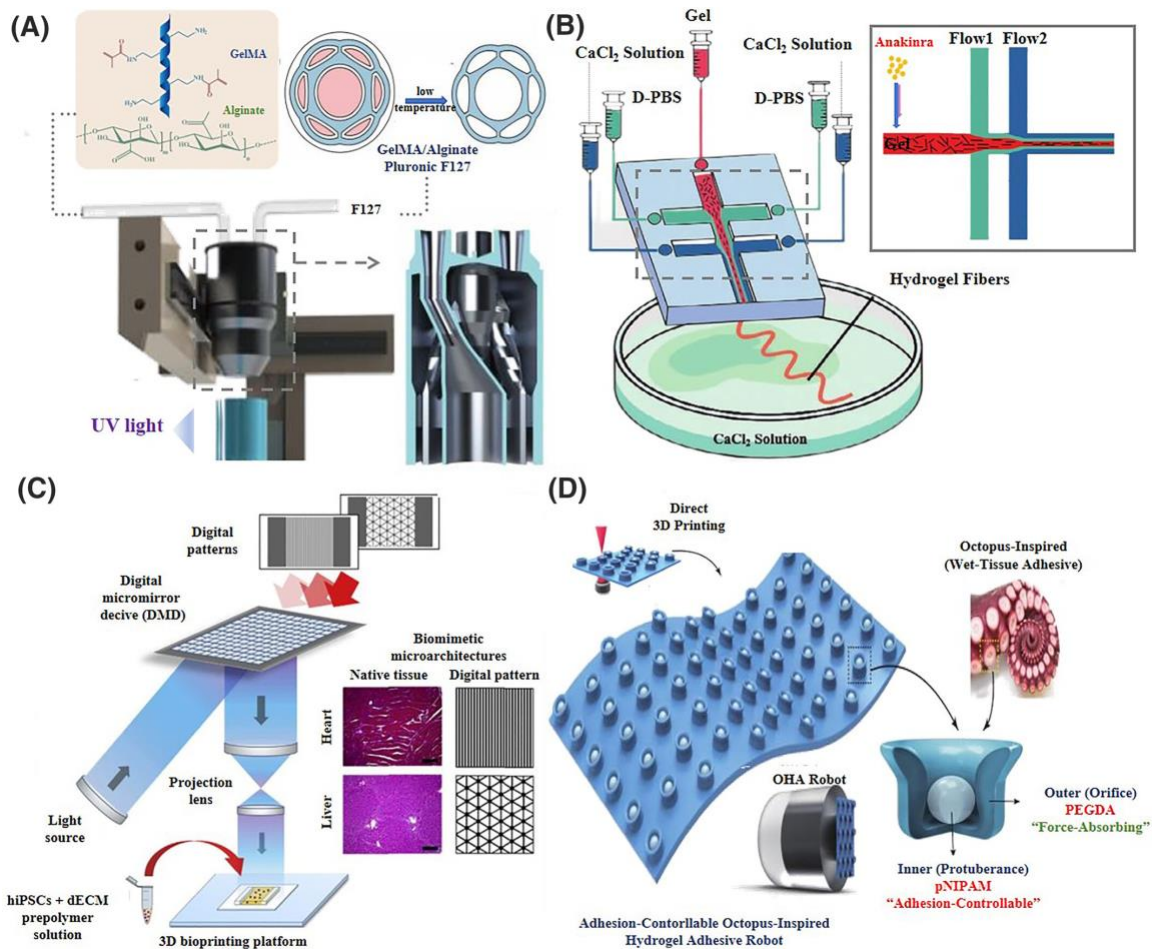 (A)
GelMA
NH₂
HN
O
NH
O
H₂N
Alginate
low
temperature
GelMA/Alginate
Pluronic F127
F127
UV light
(B)
Gel
CaCl₂ Solution
CaCl₂ Solution
D-PBS
D-PBS
Anakinra
Flow1
Flow2
Gel
Hydrogel Fibers
CaCl₂ Solution
(C)
Digital
patterns
Digital
micromirror
decive (DMD)
Biomimetic
microarchitectures
Native tissue
Digital pattern
Heart
Liver
Projection
lens
Light
source
hiPSCs + dECM
prepolymer
solution
3D bioprinting platform
(D)
Direct
3D Printing
Octopus-Inspired
(Wet-Tissue Adhesive)
OHA Robot
Outer (Orifice)
PEGDA
“Force-Absorbing”
Inner (Protuberance)
pNIPAM
“Adhesion-Controllable”
Adhesion-Contorllable Octopus-Inspired
Hydrogel Adhesive Robot